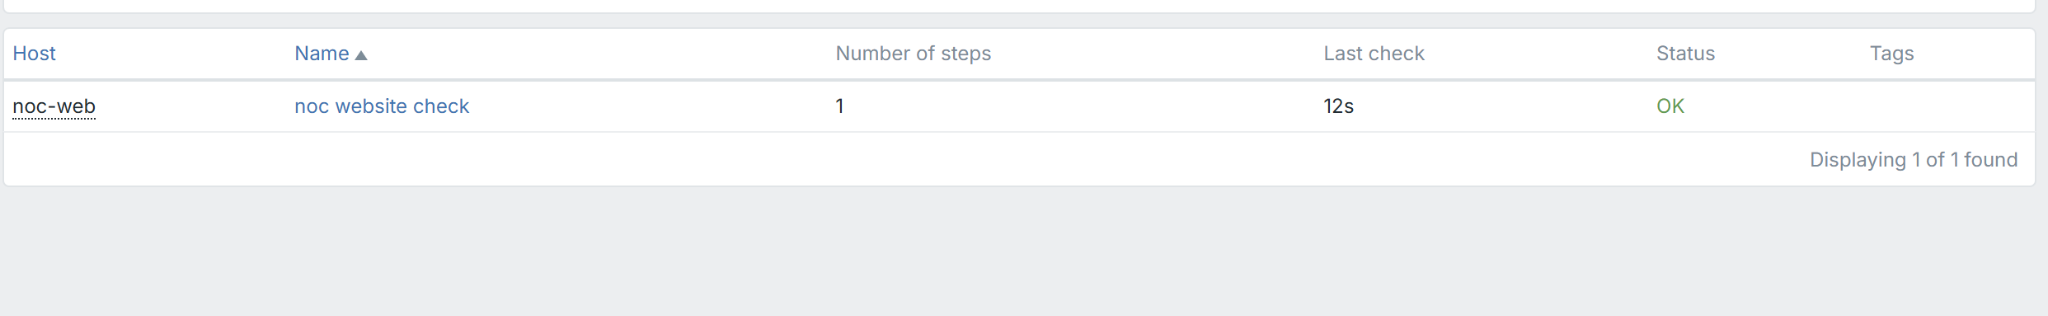 Host Name ▲ Number of steps Last check Status Tags
noc-web noc website check 1 12s OK
Displaying 1 of 1 found